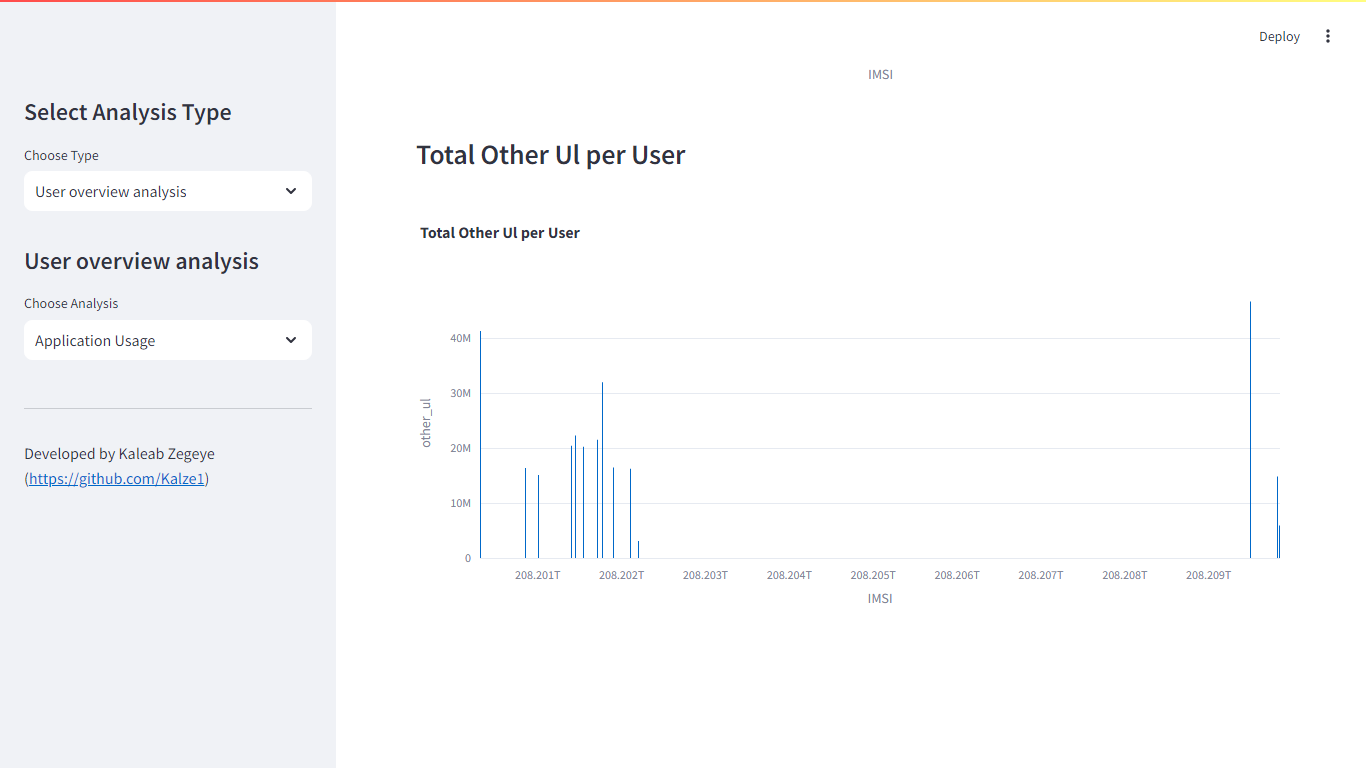 Deploy
IMSI
Select Analysis Type
Choose Type
User overview analysis
User overview analysis
Choose Analysis
Application Usage
Developed by Kaleab Zegeye
(https://github.com/Kalze1)
Total Other Ul per User
Total Other Ul per User
other_ul
40M
30M
20M
10M
0
208.201T 208.202T 208.203T 208.204T 208.205T 208.206T 208.207T 208.208T 208.209T
IMSI